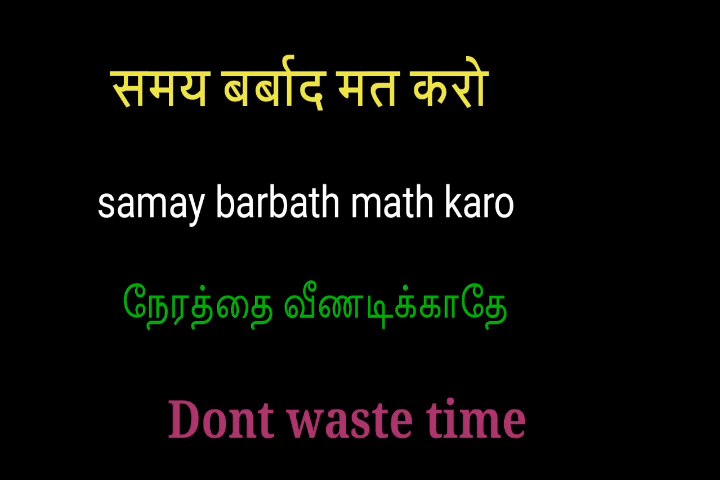 समय बर्बाद मत करो
samay barbath math karo
நேரத்தை வீணடிக்காதே
Dont waste time